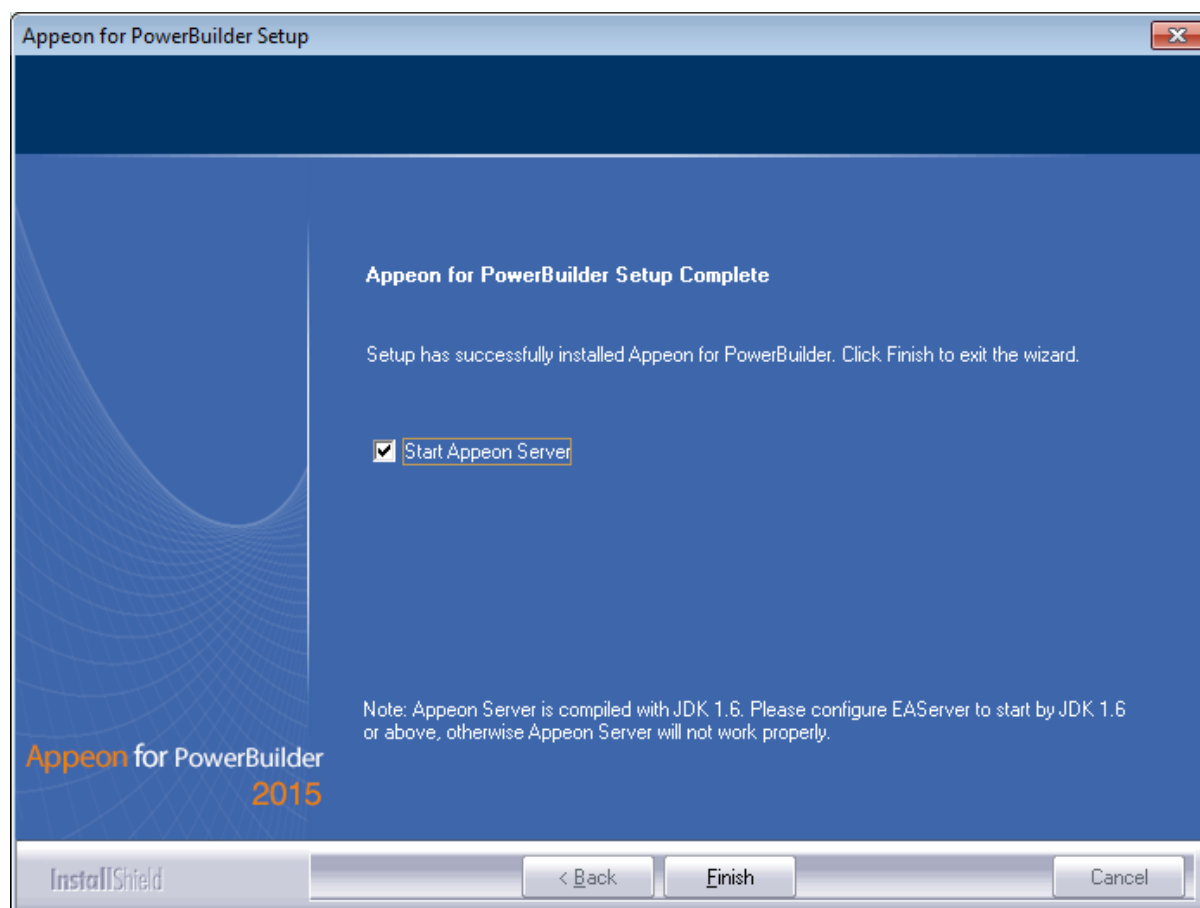 Appeon for PowerBuilder Setup
Appeon for PowerBuilder Setup Complete
Setup has successfully installed Appeon for PowerBuilder. Click Finish to exit the wizard.
Start Appeon Server
Note: Appeon Server is compiled with JDK 1.6. Please configure EAServer to start by JDK 1.6
or above, otherwise Appeon Server will not work properly.
Appeon for PowerBuilder
2015
InstallShield
< Back
Finish
Cancel